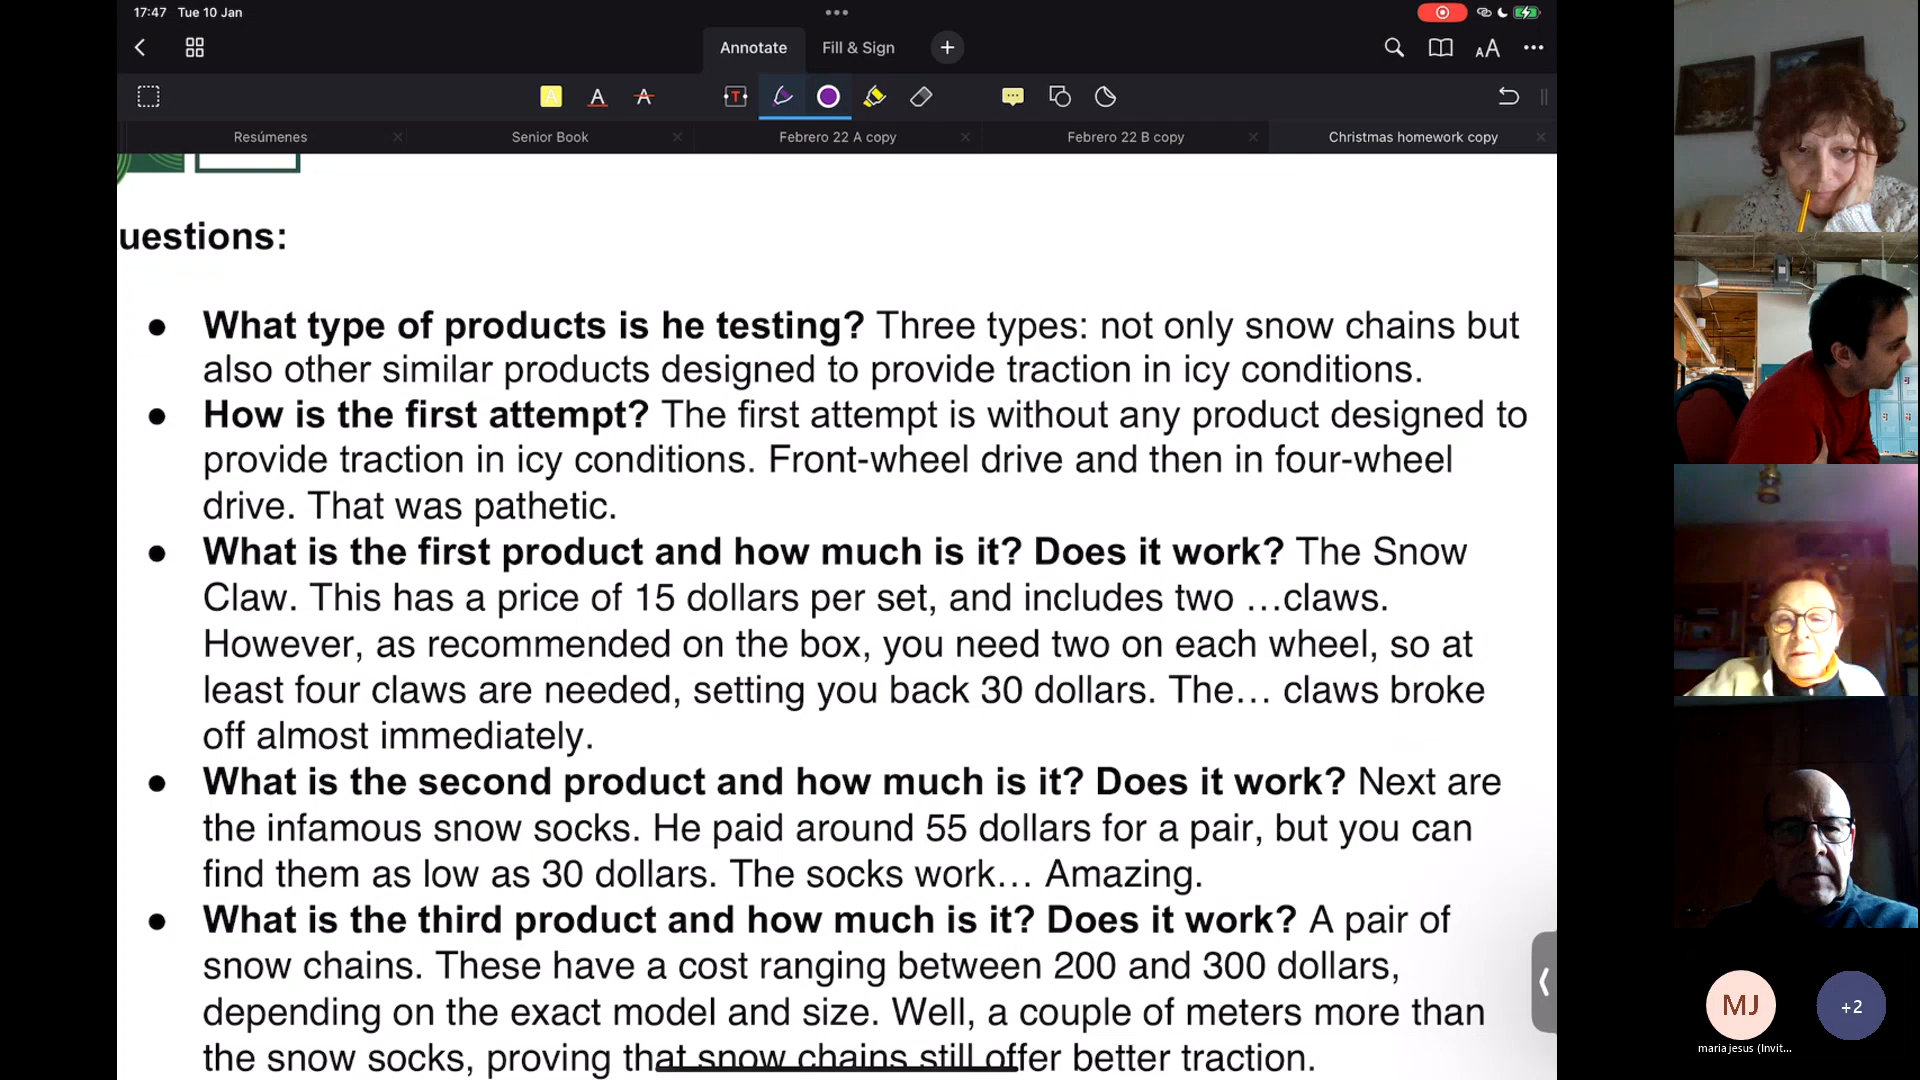 17:47 Tue 10 Jan
Annotate
Fill & Sign
AA
A A A T
Resúmenes
Senior Book
Febrero 22 A copy
Febrero 22 B copy
Christmas homework copy
uestions:
● What type of products is he testing? Three types: not only snow chains but
also other similar products designed to provide traction in icy conditions.
● How is the first attempt? The first attempt is without any product designed to
provide traction in icy conditions. Front-wheel drive and then in four-wheel
drive. That was pathetic.
● What is the first product and how much is it? Does it work? The Snow
Claw. This has a price of 15 dollars per set, and includes two …claws.
However, as recommended on the box, you need two on each wheel, so at
least four claws are needed, setting you back 30 dollars. The… claws broke
off almost immediately.
● What is the second product and how much is it? Does it work? Next are
the infamous snow socks. He paid around 55 dollars for a pair, but you can
find them as low as 30 dollars. The socks work… Amazing.
● What is the third product and how much is it? Does it work? A pair of
snow chains. These have a cost ranging between 200 and 300 dollars,
depending on the exact model and size. Well, a couple of meters more than
the snow socks, proving that snow chains still offer better traction.
MJ
+2
maria jesus (Invit...